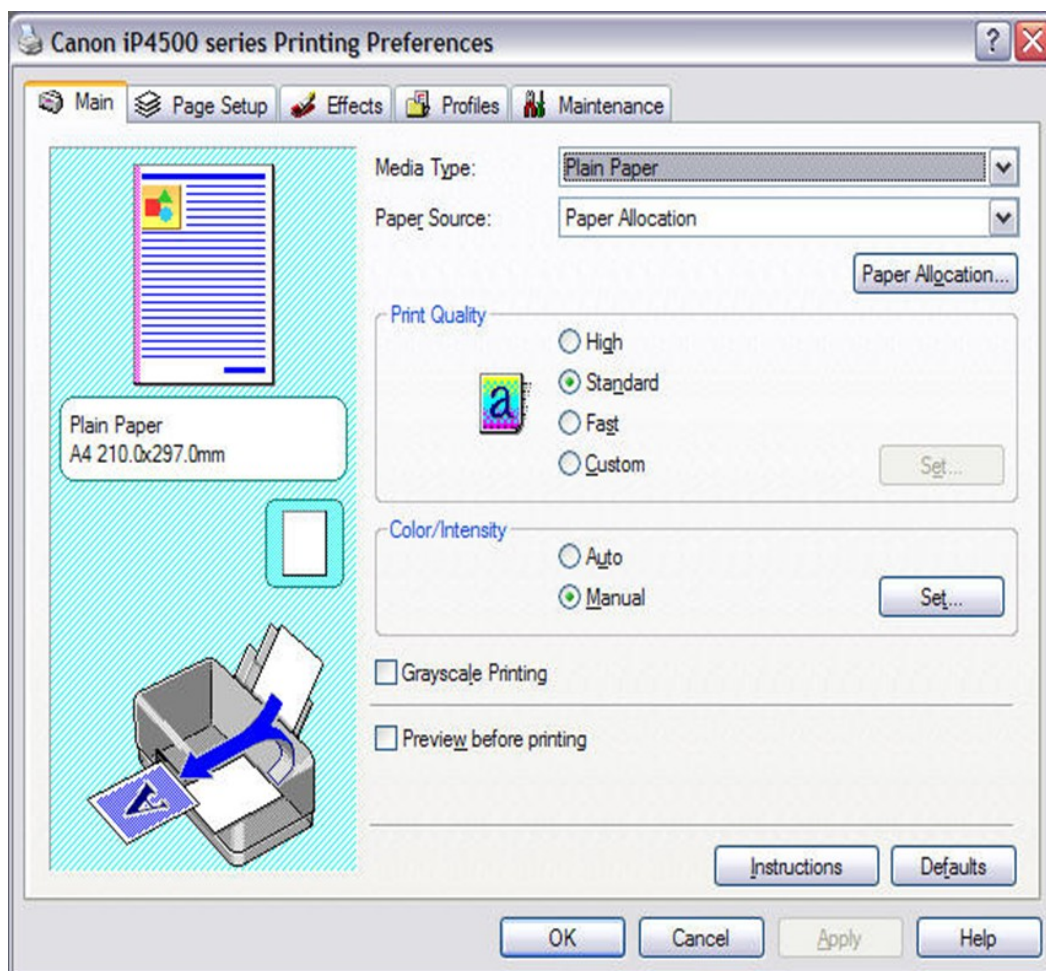 Canon iP4500 series Printing Preferences
Main Page Setup Effects Profiles Maintenance
Media Type: Plain Paper
Paper Source: Paper Allocation
Paper Allocation...
Print Quality
High
a
Standard
Fast
Custom
Set...
Plain Paper
A4 210.0x297.0mm
Color/Intensity
Auto
Manual
Set...
Grayscale Printing
Preview before printing
A
Instructions Defaults
OK Cancel Apply Help